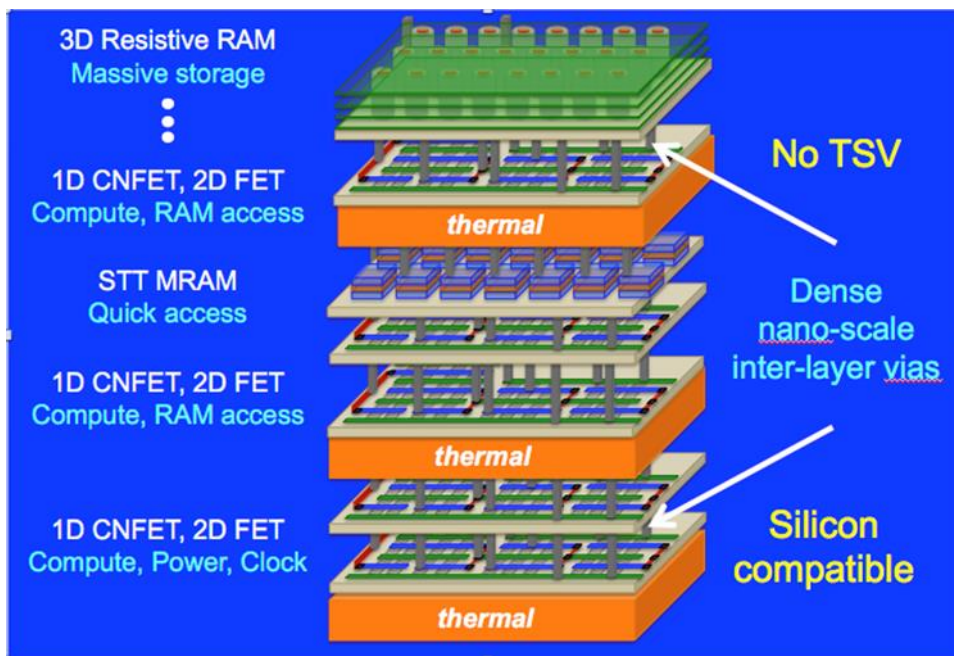 3D Resistive RAM
Massive storage
1D CNFET, 2D FET
Compute, RAM access
thermal
No TSV
STT MRAM
Quick access
Dense
nano-scale
inter-layer vias
1D CNFET, 2D FET
Compute, RAM access
thermal
1D CNFET, 2D FET
Compute, Power, Clock
thermal
Silicon
compatible